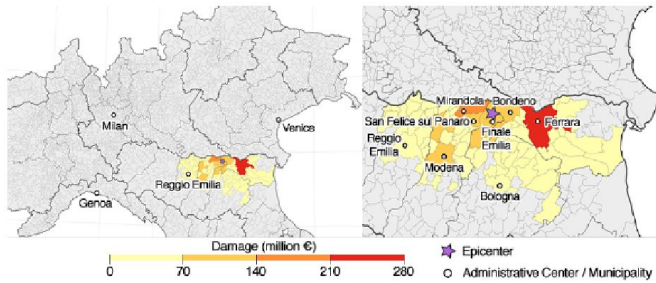 Milan
Venice
Reggio Emilia
Genoa
Mirandola
Bondeno
San Felice sul Panaro
Ferrara
Reggio
Emilia
Finale
Emilia
Modena
Bologna
Damage (million €)
0 70 140 210 280
Epicenter
Administrative Center / Municipality